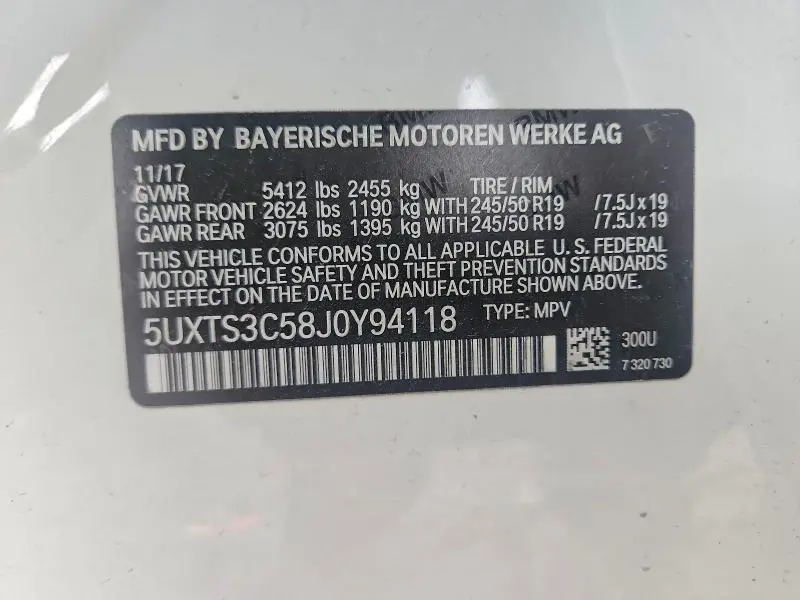 MFD BY BAYERISCHE MOTOREN WERKE AG
11/17
GVWR 5412 lbs 2455 kg TIRE / RIM
GAWR FRONT 2624 lbs 1190 kg WITH 245/50 R19 /7.5J x 19
GAWR REAR 3075 lbs 1395 kg WITH 245/50 R19 /7.5J x 19
THIS VEHICLE CONFORMS TO ALL APPLICABLE U. S. FEDERAL
MOTOR VEHICLE SAFETY AND THEFT PREVENTION STANDARDS
IN EFFECT ON THE DATE OF MANUFACTURE SHOWN ABOVE.
5UXTS3C58J0Y94118 TYPE: MPV
300U
7 320 730